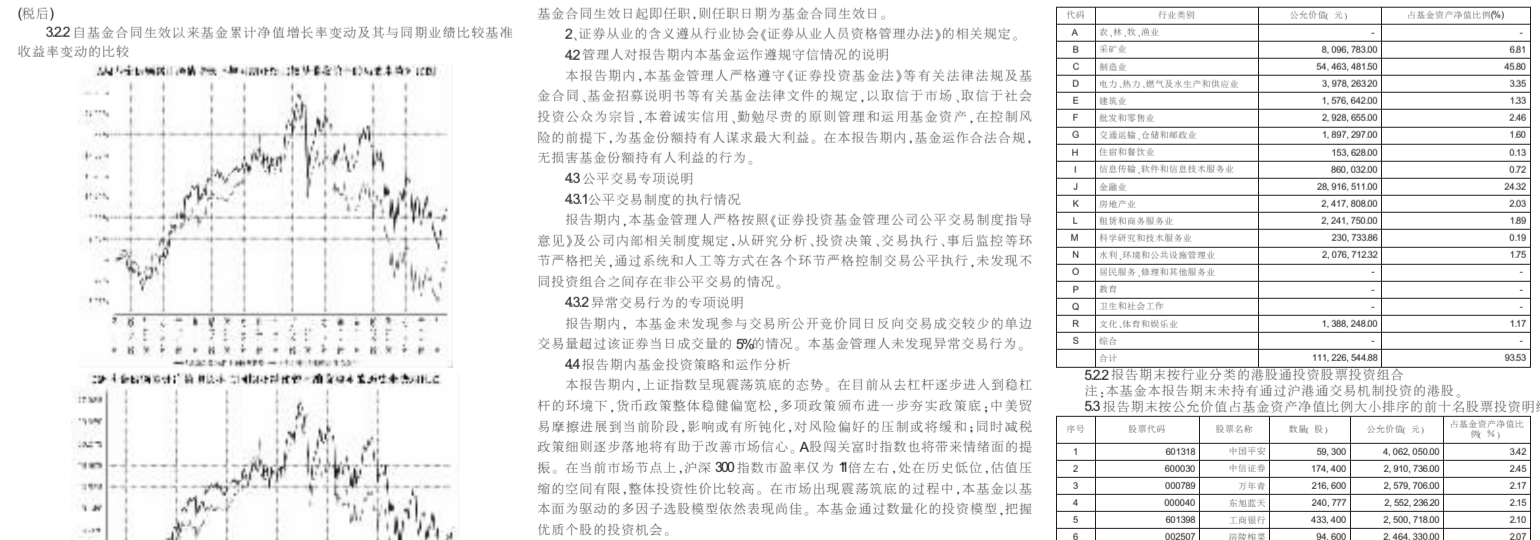 (税后)
3.2.2 自基金合同生效以来基金累计净值增长率变动及其与同期业绩比较基准
收益率变动的比较
基金合同生效日起即任职,则任职日期为基金合同生效日。
2、证券从业的含义遵从行业协会《证券业从业人员资格管理办法》的相关规定。
4.2 管理人对报告期内本基金运作遵规守信情况的说明
本报告期内,本基金管理人严格遵守《证券投资基金法》等有关法律法规及基
金合同、基金招募说明书等有关基金法律文件的规定,以取信于市场、取信于社会
投资公众为宗旨,本着诚实信用、勤勉尽责的原则管理和运用基金资产,在控制风
险的前提下,为基金份额持有人谋求最大利益。在本报告期内,基金运作合法合规,
无损害基金份额持有人利益的行为。
4.3 公平交易专项说明
4.3.1公平交易制度的执行情况
报告期内,本基金管理人严格按照《证券投资基金管理公司公平交易制度指导
意见》及公司内部相关制度规定,从研究分析、投资决策、交易执行、事后监控等环
节严格把关,通过系统和人工等方式在各个环节严格控制交易公平执行,未发现不
同投资组合之间存在非公平交易的情况。
4.3.2 异常交易行为的专项说明
报告期内, 本基金未发现参与交易所公开竞价同日反向交易成交较少的单边
交易量超过该证券当日成交量的 5%的情况。本基金管理人未发现异常交易行为。
4.4 报告期内基金投资策略和运作分析
本报告期内,上证指数呈现震荡筑底的态势。在目前从去杠杆逐步进入到稳杠
杆的环境下,货币政策整体稳健偏宽松,多项政策颁布进一步夯实政策底;中美贸
易摩擦进展到当前阶段,影响或有所钝化,对风险偏好的压制或将缓和;同时减税
政策细则逐步落地将有助于改善市场信心。A股闯关富时指数也将带来情绪面的提
振。在当前市场节点上,沪深 300 指数市盈率仅为 11倍左右,处在历史低位,估值压
缩的空间有限,整体投资性价比较高。在市场出现震荡筑底的过程中,本基金以基
本面为驱动的多因子选股模型依然表现尚佳。本基金通过数量化的投资模型,把握
优质个股的投资机会。
代码 行业类别 公允价值( 元) 占基金资产净值比例(%)
A 农、林、牧、渔业 - -
B 采矿业 8, 096, 783.00 6.81
C 制造业 54, 463, 481.50 45.80
D 电力、热力、燃气及水生产和供应业 3, 978, 263.20 3.35
E 建筑业 1, 576, 642.00 1.33
F 批发和零售业 2, 928, 655.00 2.46
G 交通运输、仓储和邮政业 1, 897, 297.00 1.60
H 住宿和餐饮业 153, 628.00 0.13
I 信息传输、软件和信息技术服务业 860, 032.00 0.72
J 金融业 28, 916, 511.00 24.32
K 房地产业 2, 417, 808.00 2.03
L 租赁和商务服务业 2, 241, 750.00 1.89
M 科学研究和技术服务业 230, 733.86 0.19
N 水利、环境和公共设施管理业 2, 076, 712.32 1.75
O 居民服务、修理和其他服务业 - -
P 教育 - -
Q 卫生和社会工作 - -
R 文化、体育和娱乐业 1, 388, 248.00 1.17
S 综合 - -
合计 111, 226, 544.88 93.53
5.2.2 报告期末按行业分类的港股通投资股票投资组合
注:本基金本报告期末未持有通过沪港通交易机制投资的港股。
5.3 报告期末按公允价值占基金资产净值比例大小排序的前十名股票投资明细
序号 股票代码 股票名称 数量( 股) 公允价值( 元) 占基金资产净值比
例( %)
1 601318 中国平安 59, 300 4, 062, 050.00 3.42
2 600030 中信证券 174, 400 2, 910, 736.00 2.45
3 000789 万年青 216, 600 2, 579, 706.00 2.17
4 000040 东旭蓝天 240, 777 2, 552, 236.20 2.15
5 601398 工商银行 433, 400 2, 500, 718.00 2.10
6 002507 涪陵榨菜 94, 600 2, 464, 330.00 2.07